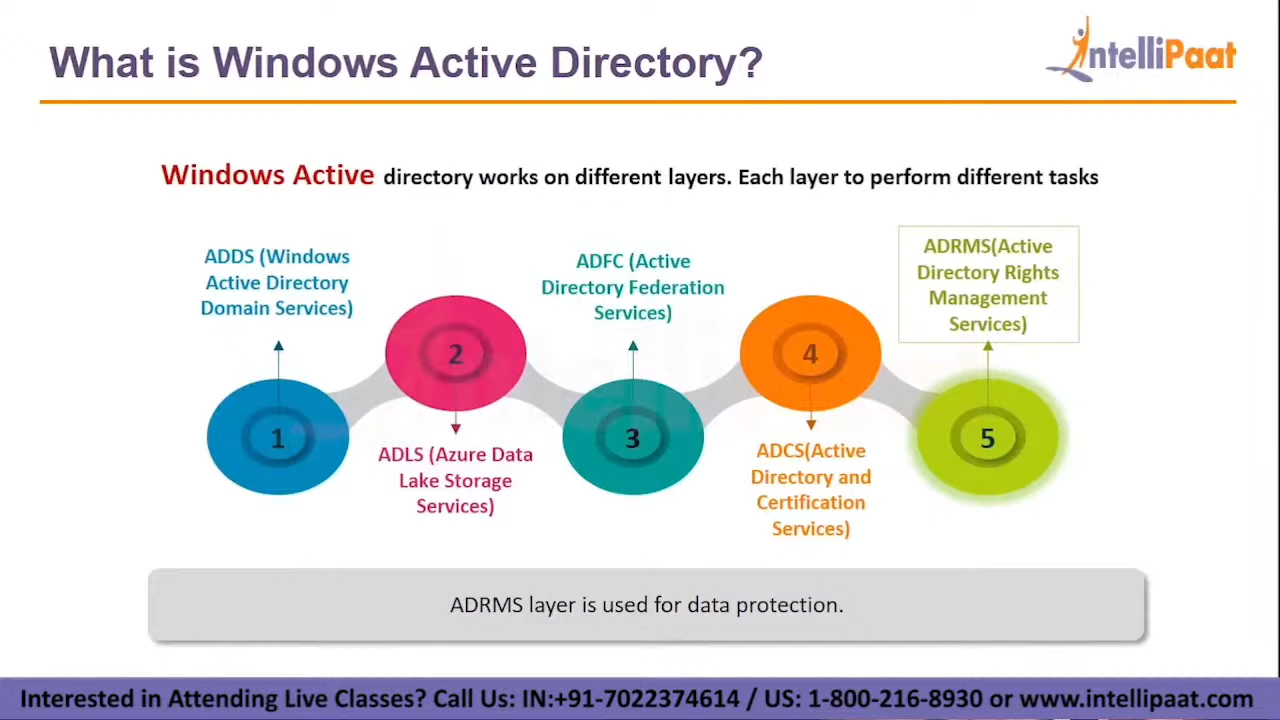 What is Windows Active Directory?
IntelliPaat
Windows Active directory works on different layers. Each layer to perform different tasks
ADDS (Windows
Active Directory
Domain Services)
1
2
ADLS (Azure Data
Lake Storage
Services)
ADFC (Active
Directory Federation
Services)
3
4
ADCS(Active
Directory and
Certification
Services)
ADRMS(Active
Directory Rights
Management
Services)
5
ADRMS layer is used for data protection.
Interested in Attending Live Classes? Call Us: IN:+91-7022374614 / US: 1-800-216-8930 or www.intellipaat.com